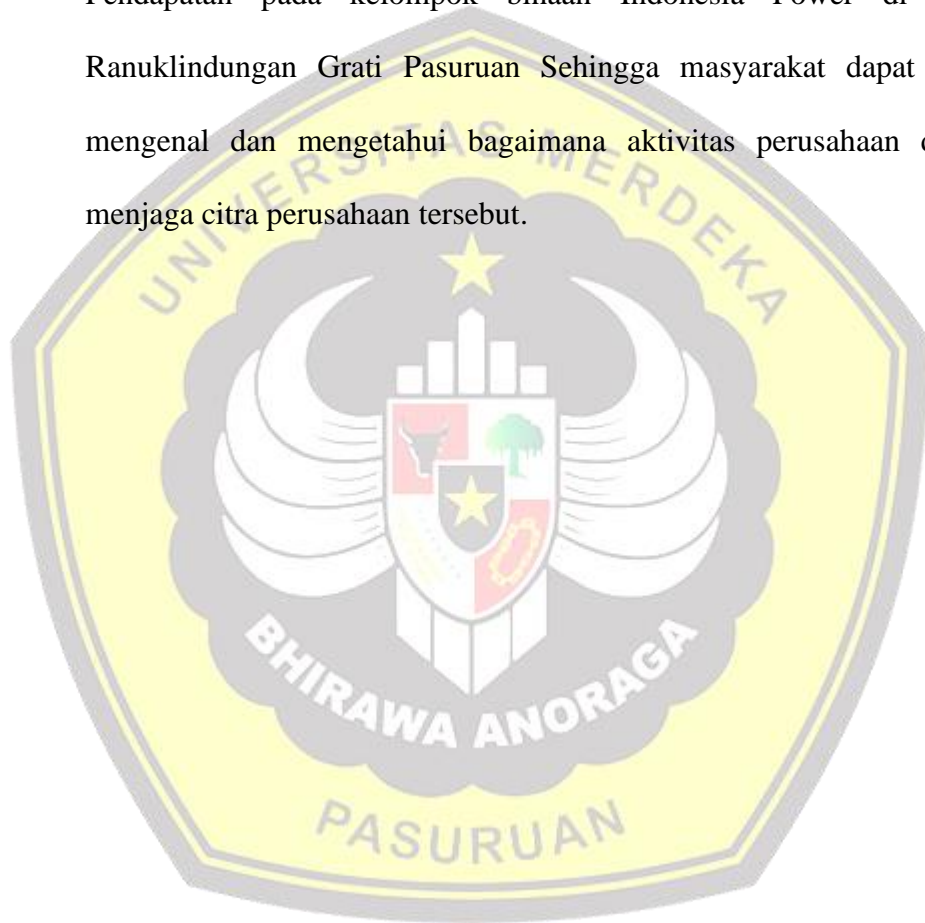 Pendapatan pada kelompok binaan Indonesia Power di
Ranuklindungan Grati Pasuruan Sehingga masyarakat dapat
mengenal dan mengetahui bagaimana aktivitas perusahaan
menjaga citra perusahaan tersebut.
UNIVERSITAS MERDEKA
BHIRAWA ANORAGA
PASURUAN